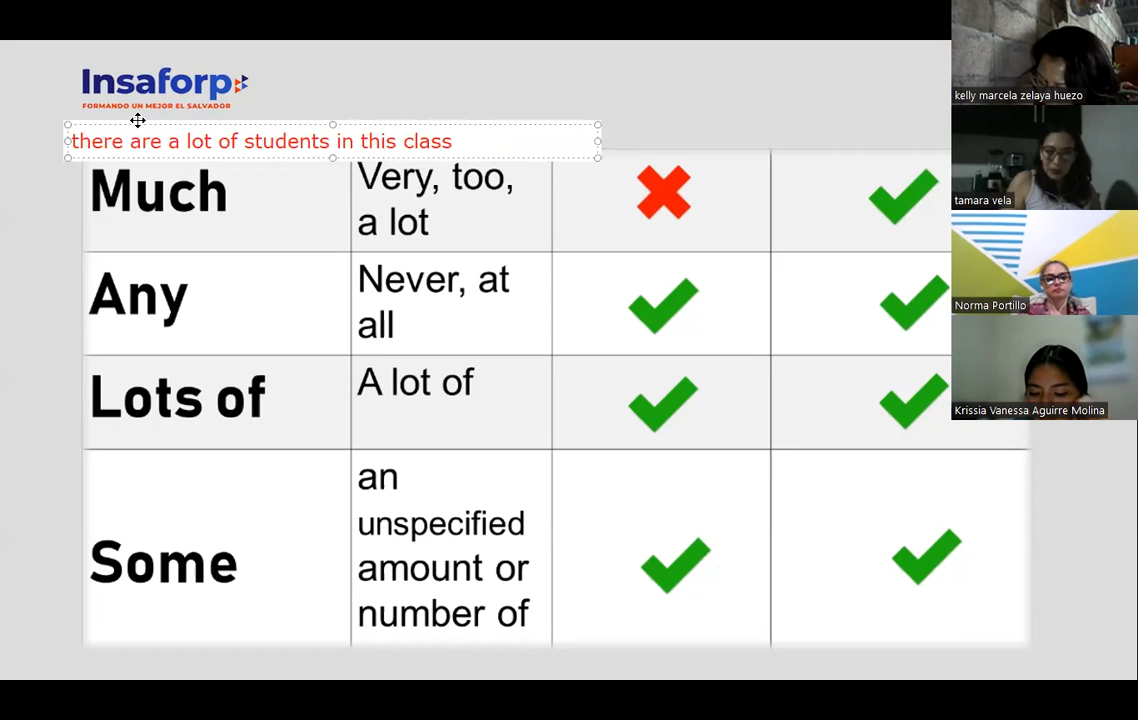 Insaforp
FORMANDO UN MEJOR EL SALVADOR
there are a lot of students in this class
Much
Very, too,
a lot
Any
Never, at
all
Lots of
A lot of
Some
an
unspecified
amount or
number of
kelly marcela zelaya huezo
tamara vela
Norma Portillo
Krissia Vanessa Aguirre Molina